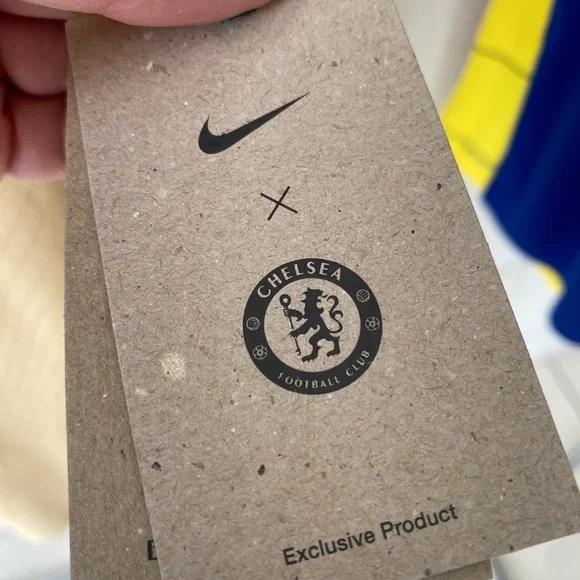 CHELSEA
FOOTBALL CLUB
Exclusive Product